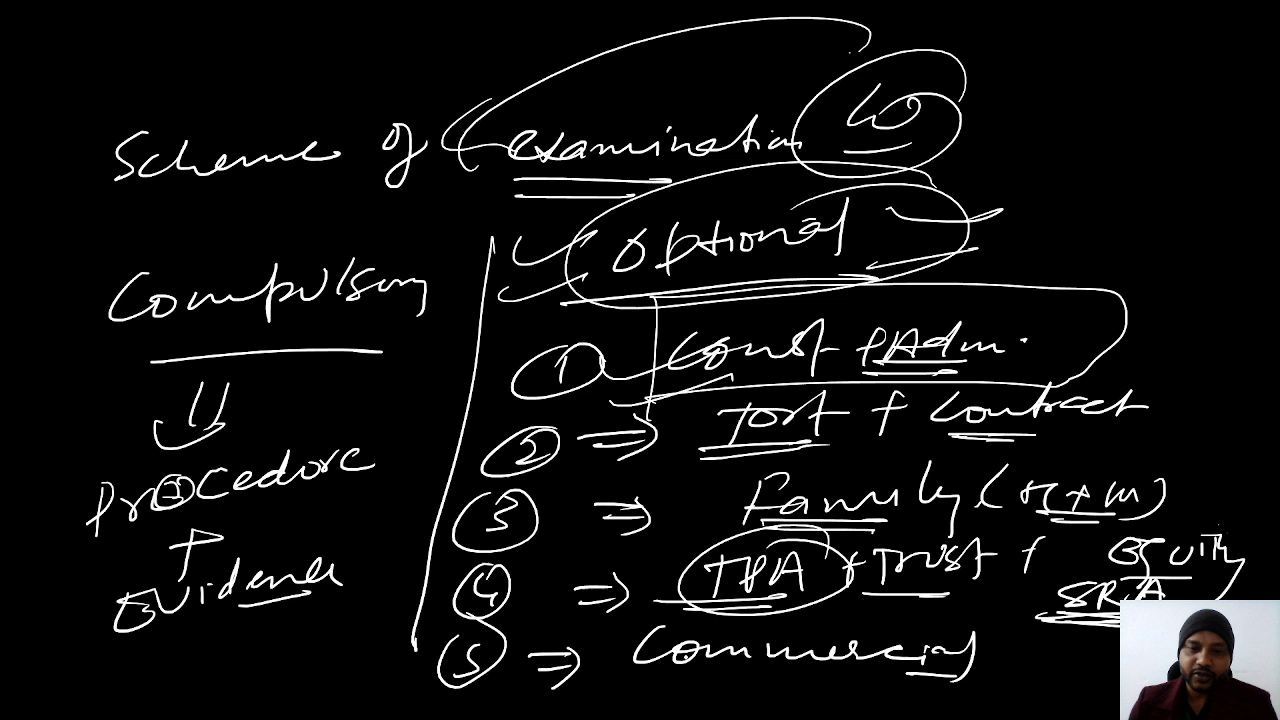 Scheme of examination 40
Compulsory
Procedure
+
Evidence
Optional
1 Const & Adm.
2 ⇒ Tort + Contract
3 ⇒ Family (H + M)
4 ⇒ TPA + Trust + Equity
SRA
5 ⇒ Commercial